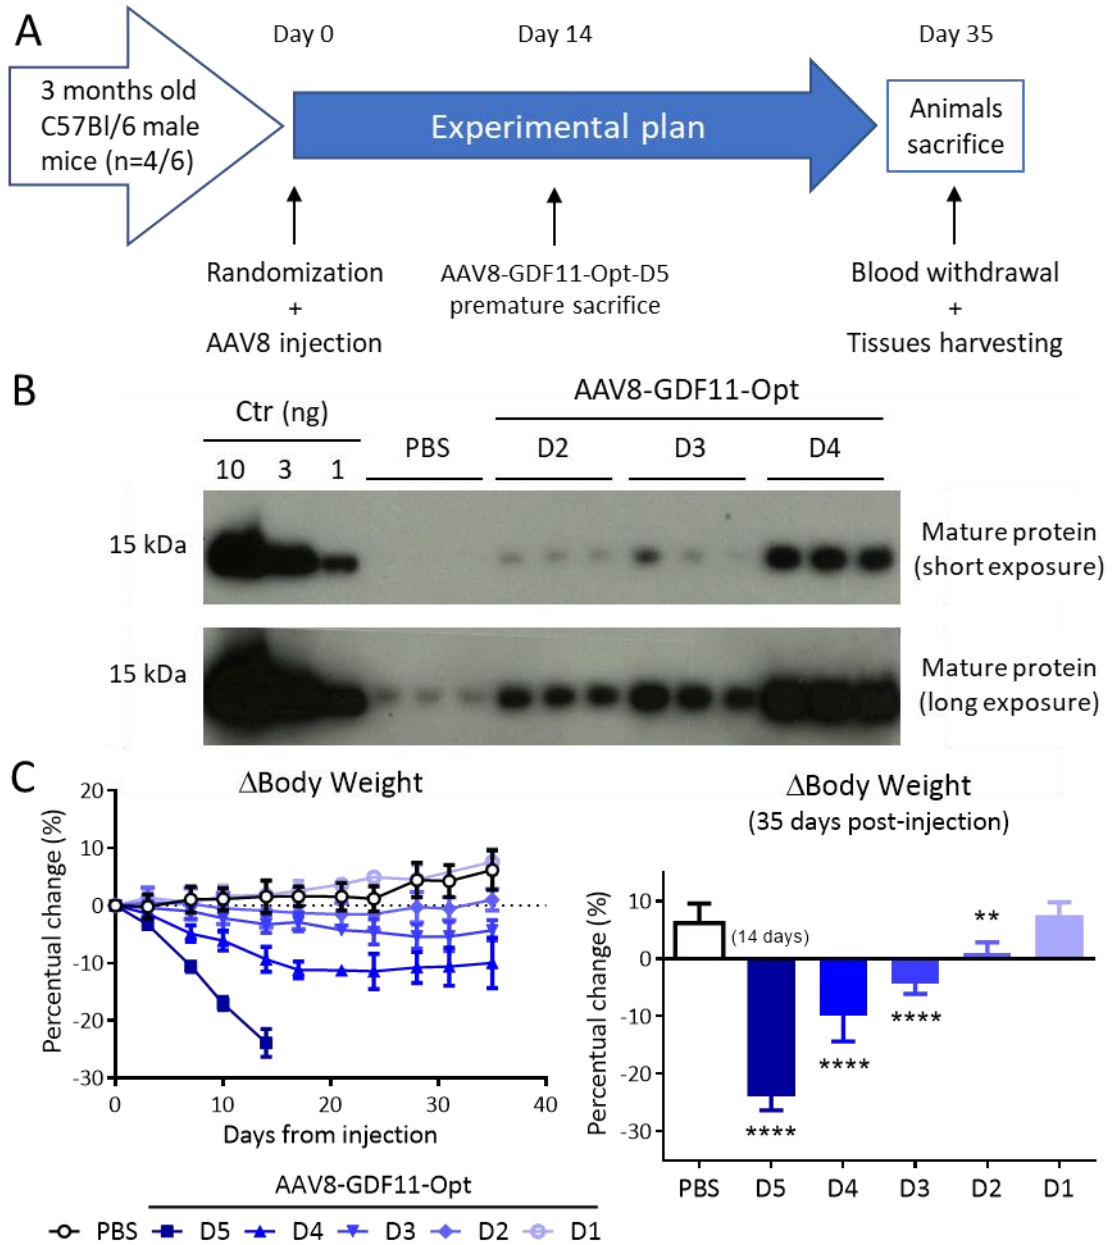 A
Day 0
Day 14
Day 35
3 months old
C57Bl/6 male
mice (n=4/6)
Experimental plan
Animals
sacrifice
Randomization
+
AAV8 injection
AAV8-GDF11-Opt-D5
premature sacrifice
Blood withdrawal
+
Tissues harvesting
B
AAV8-GDF11-Opt
Ctr (ng)
PBS
D2
D3
D4
10
3
1
15 kDa
Mature protein
(short exposure)
15 kDa
Mature protein
(long exposure)
C
ΔBody Weight
Percentual change (%)
20
10
0
-10
-20
-30
0
10
20
30
40
Days from injection
ΔBody Weight
(35 days post-injection)
Percentual change (%)
10
0
-10
-20
-30
(14 days)
****
****
****
**
PBS
D5
D4
D3
D2
D1
AAV8-GDF11-Opt
PBS
D5
D4
D3
D2
D1